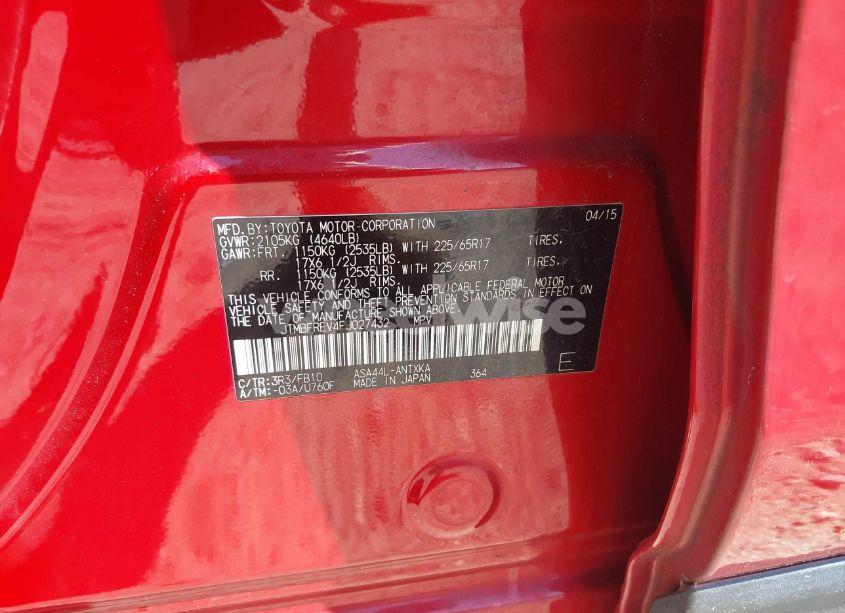 MFD.BY:TOYOTA MOTOR CORPORATION 04/15
GVWR:2105KG (4640LB)
GAWR:FRT. 1150KG (2535LB) WITH 225/65R17 TIRES,
17X6 1/2J RIMS.
RR. 1150KG (2535LB) WITH 225/65R17 TIRES,
17X6 1/2J RIMS.
THIS VEHICLE CONFORMS TO ALL APPLICABLE FEDERAL MOTOR
VEHICLE SAFETY AND THEFT PREVENTION STANDARDS IN EFFECT ON
THE DATE OF MANUFACTURE SHOWN ABOVE.
JTMBFREV4FJ027432 MPV
C/TR:3R3/FB10 ASA44L-ANTXKA 364 E
A/TM:-03A/U760F MADE IN JAPAN